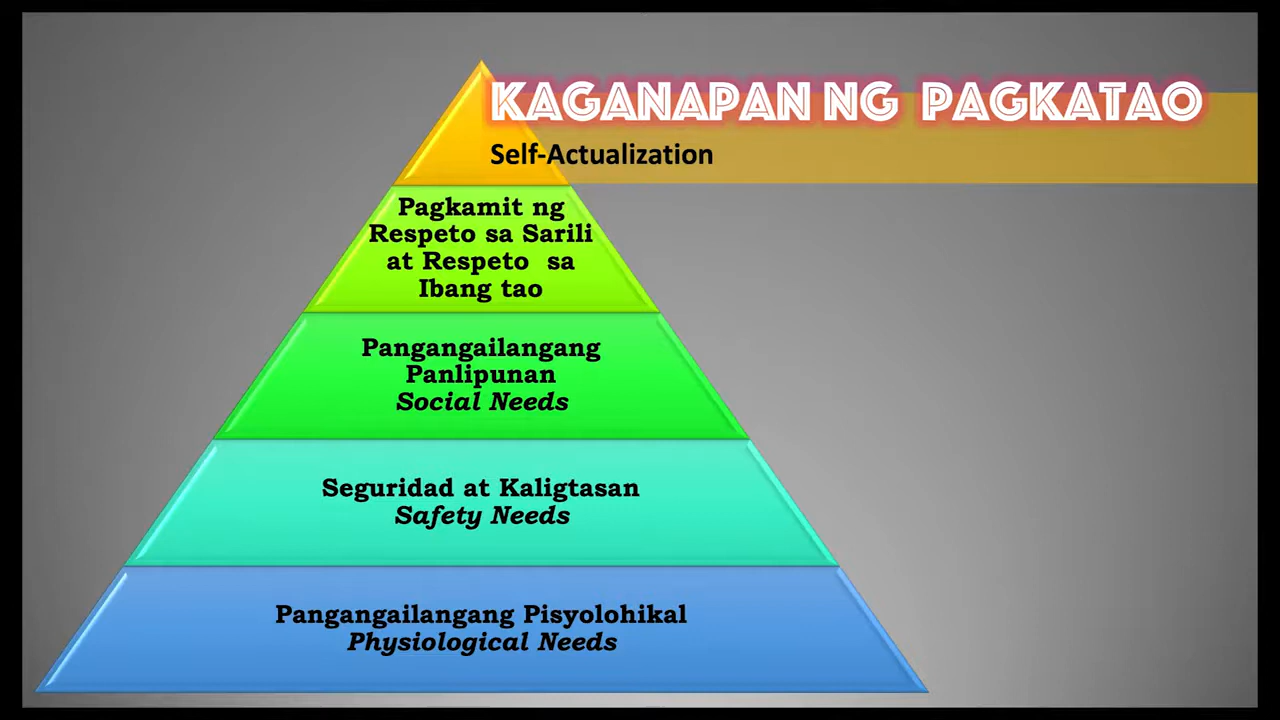 KAGANAPAN NG PAGKATAO
Self-Actualization
Pagkamit ng
Respeto sa Sarili
at Respeto sa
Ibang tao
Pangangailangang
Panlipunan
Social Needs
Seguridad at Kaligtasan
Safety Needs
Pangangailangang Pisyolohikal
Physiological Needs